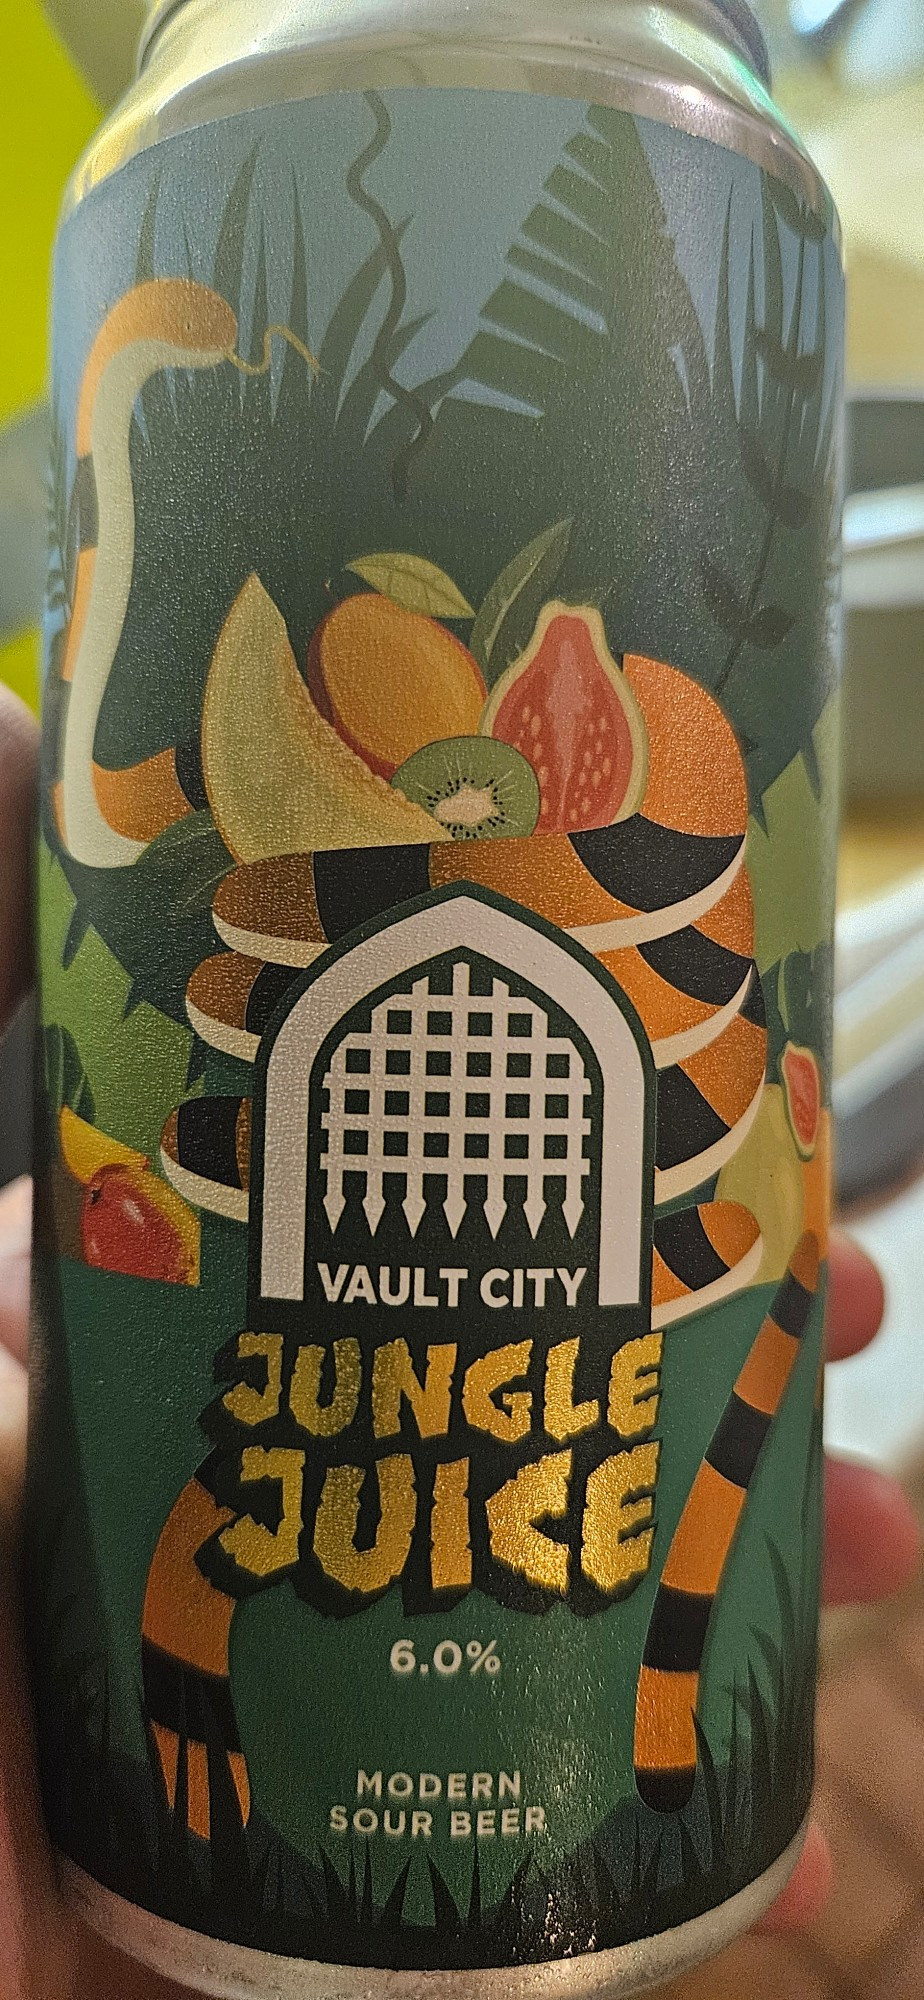 VAULT CITY
JUNGLE
JUICE
6.0%
MODERN
SOUR BEER